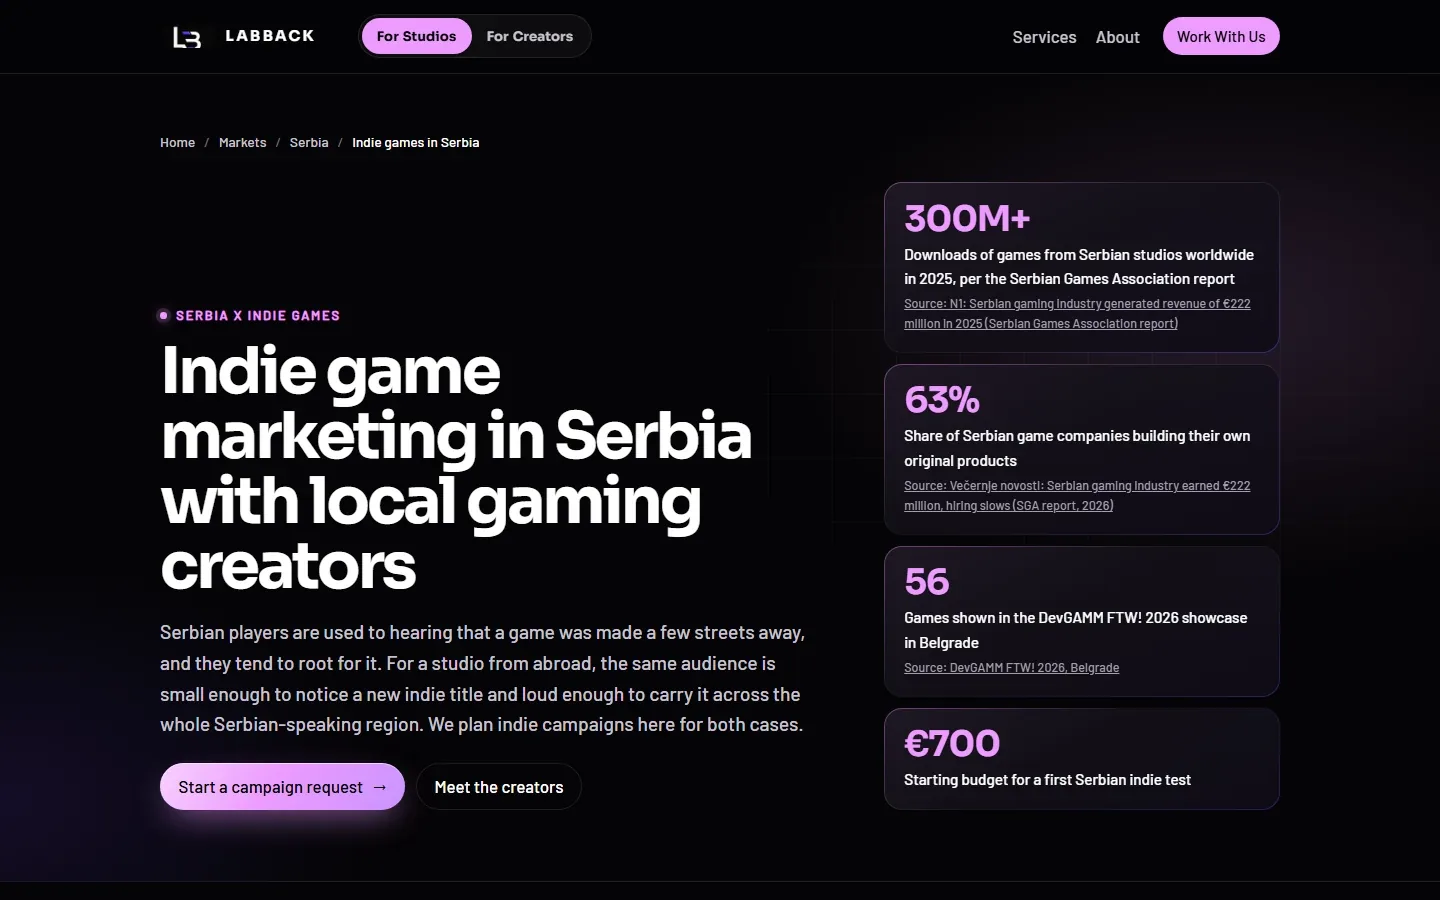 LABBACK
For Studios
For Creators
Services
About
Work With Us
Home / Markets / Serbia / Indie games in Serbia
SERBIA X INDIE GAMES
Indie game
marketing in Serbia
with local gaming
creators
Serbian players are used to hearing that a game was made a few streets away,
and they tend to root for it. For a studio from abroad, the same audience is
small enough to notice a new indie title and loud enough to carry it across the
whole Serbian-speaking region. We plan indie campaigns here for both cases.
Start a campaign request →
Meet the creators
300M+
Downloads of games from Serbian studios worldwide
in 2025, per the Serbian Games Association report
Source: N1: Serbian gaming industry generated revenue of €222
million in 2025 (Serbian Games Association report)
63%
Share of Serbian game companies building their own
original products
Source: Večernje novosti: Serbian gaming industry earned €222
million, hiring slows (SGA report, 2026)
56
Games shown in the DevGAMM FTW! 2026 showcase
in Belgrade
Source: DevGAMM FTW! 2026, Belgrade
€700
Starting budget for a first Serbian indie test